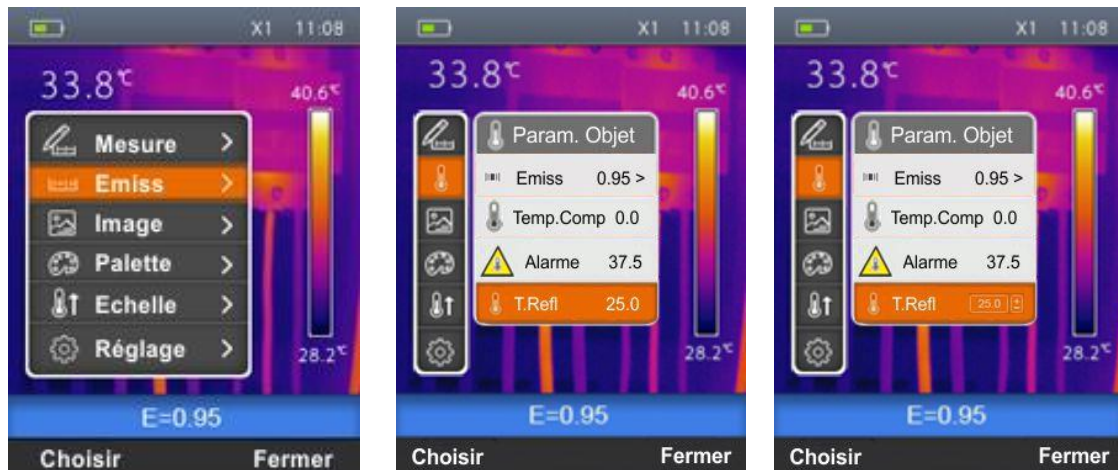 X1 11:08
33.8℃
40.6℃
Mesure >
Emiss >
Image >
Palette >
Echelle >
Réglage >
28.2℃
E=0.95
Choisir Fermer
X1 11:08
33.8℃
40.6℃
Param. Objet
Emiss 0.95 >
Temp.Comp 0.0
Alarme 37.5
T.Refl 25.0
28.2℃
E=0.95
Choisir Fermer
X1 11:08
33.8℃
40.6℃
Param. Objet
Emiss 0.95 >
Temp.Comp 0.0
Alarme 37.5
T.Refl 25.0 ±
28.2℃
E=0.95
Choisir Fermer